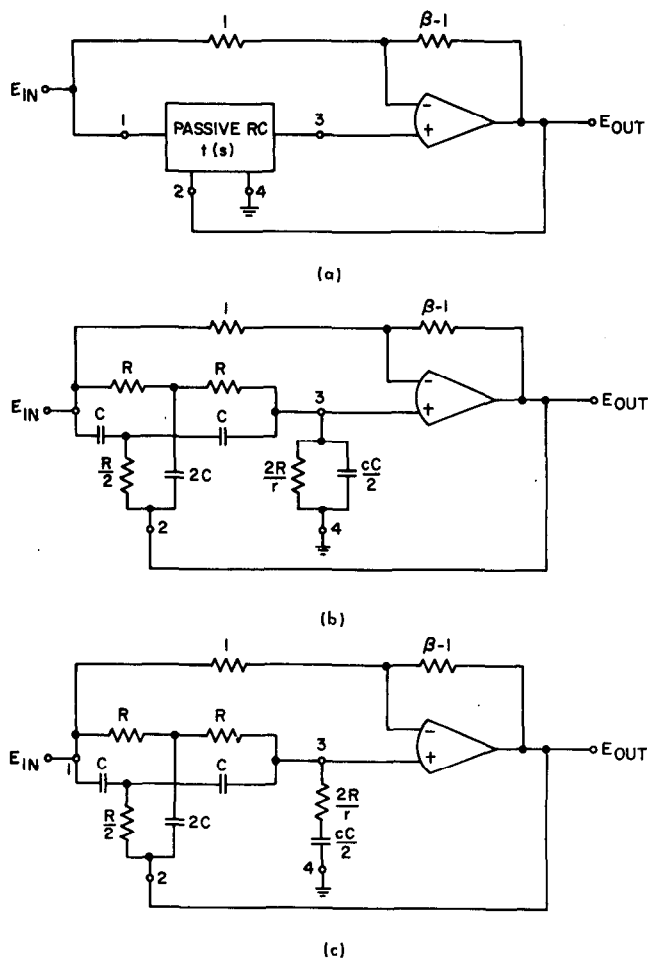 1
β-1
E_IN
1
PASSIVE RC
t(s)
3
-
+
E_OUT
2
4
(a)
1
β-1
R
R
E_IN
C
C
3
-
+
E_OUT
R/2
2C
2R/r
cC/2
2
4
(b)
1
β-1
R
R
E_IN
1
C
C
3
-
+
E_OUT
R/2
2C
2R/r
cC/2
4
2
(c)